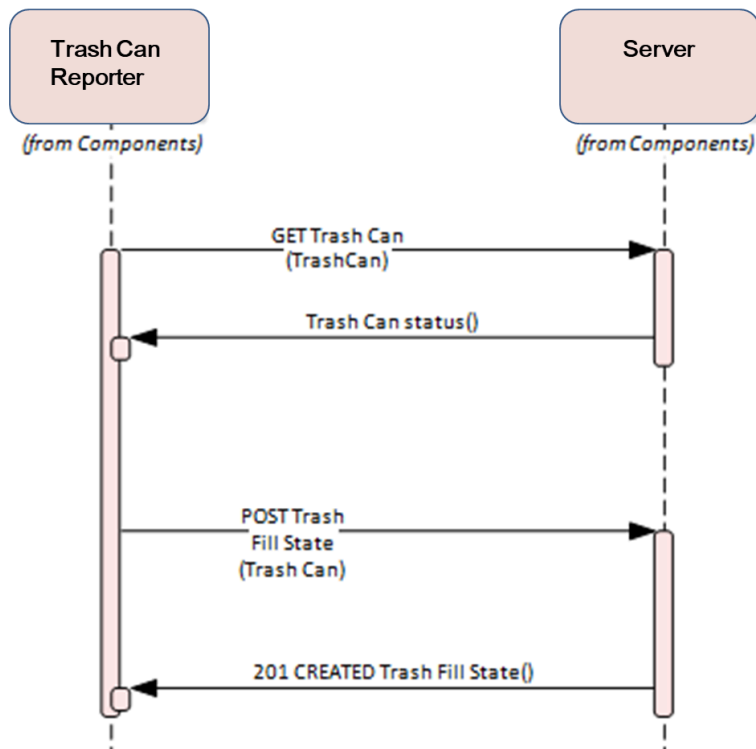 Trash Can
Reporter
Server
(from Components)
(from Components)
GET Trash Can
(TrashCan)
Trash Can status()
POST Trash
Fill State
(Trash Can)
201 CREATED Trash Fill State()